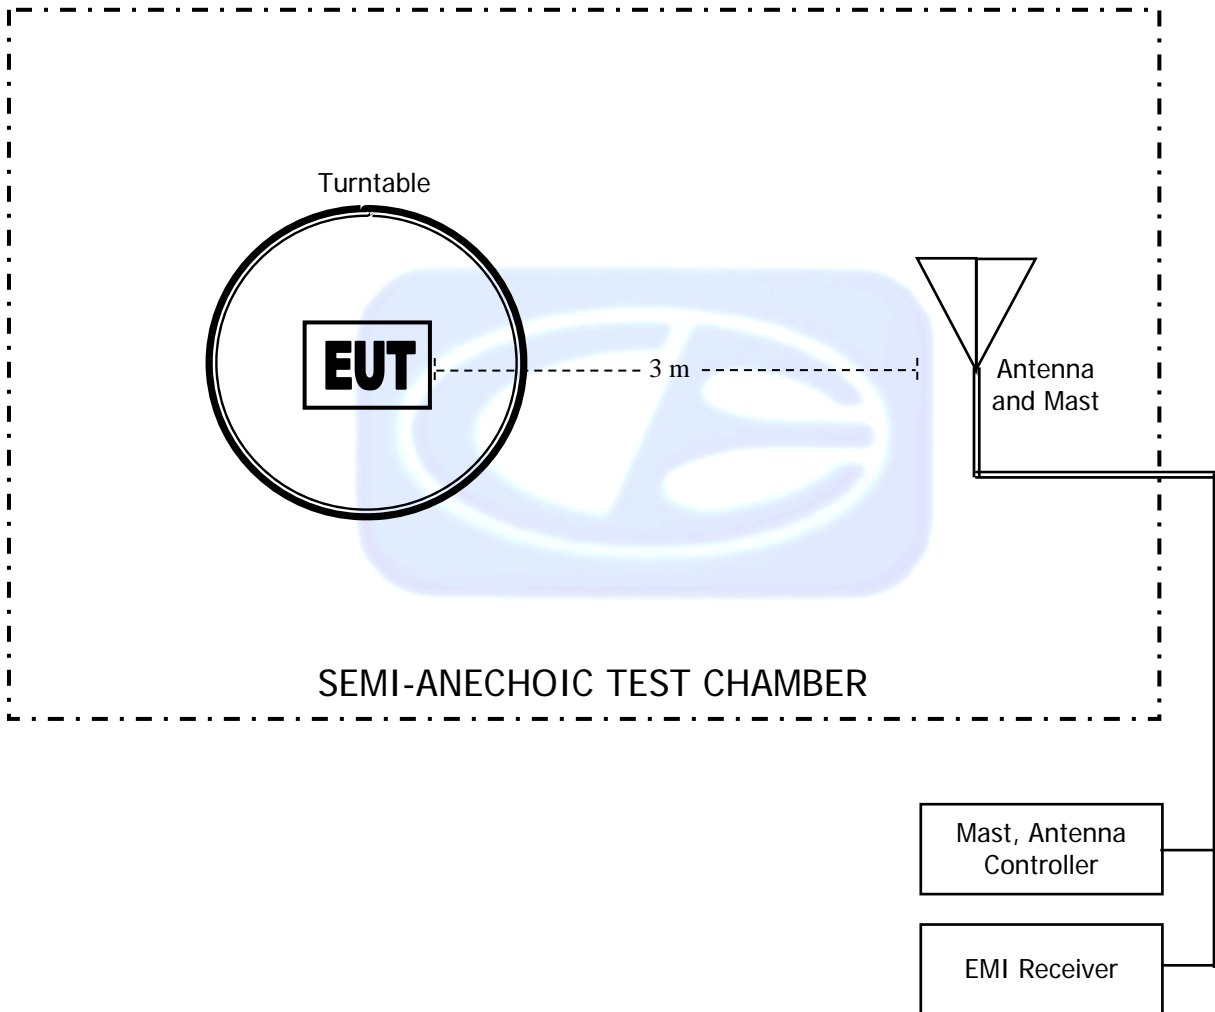 Turntable
EUT
3 m
Antenna
and Mast
SEMI-ANECHOIC TEST CHAMBER
Mast, Antenna
Controller
EMI Receiver